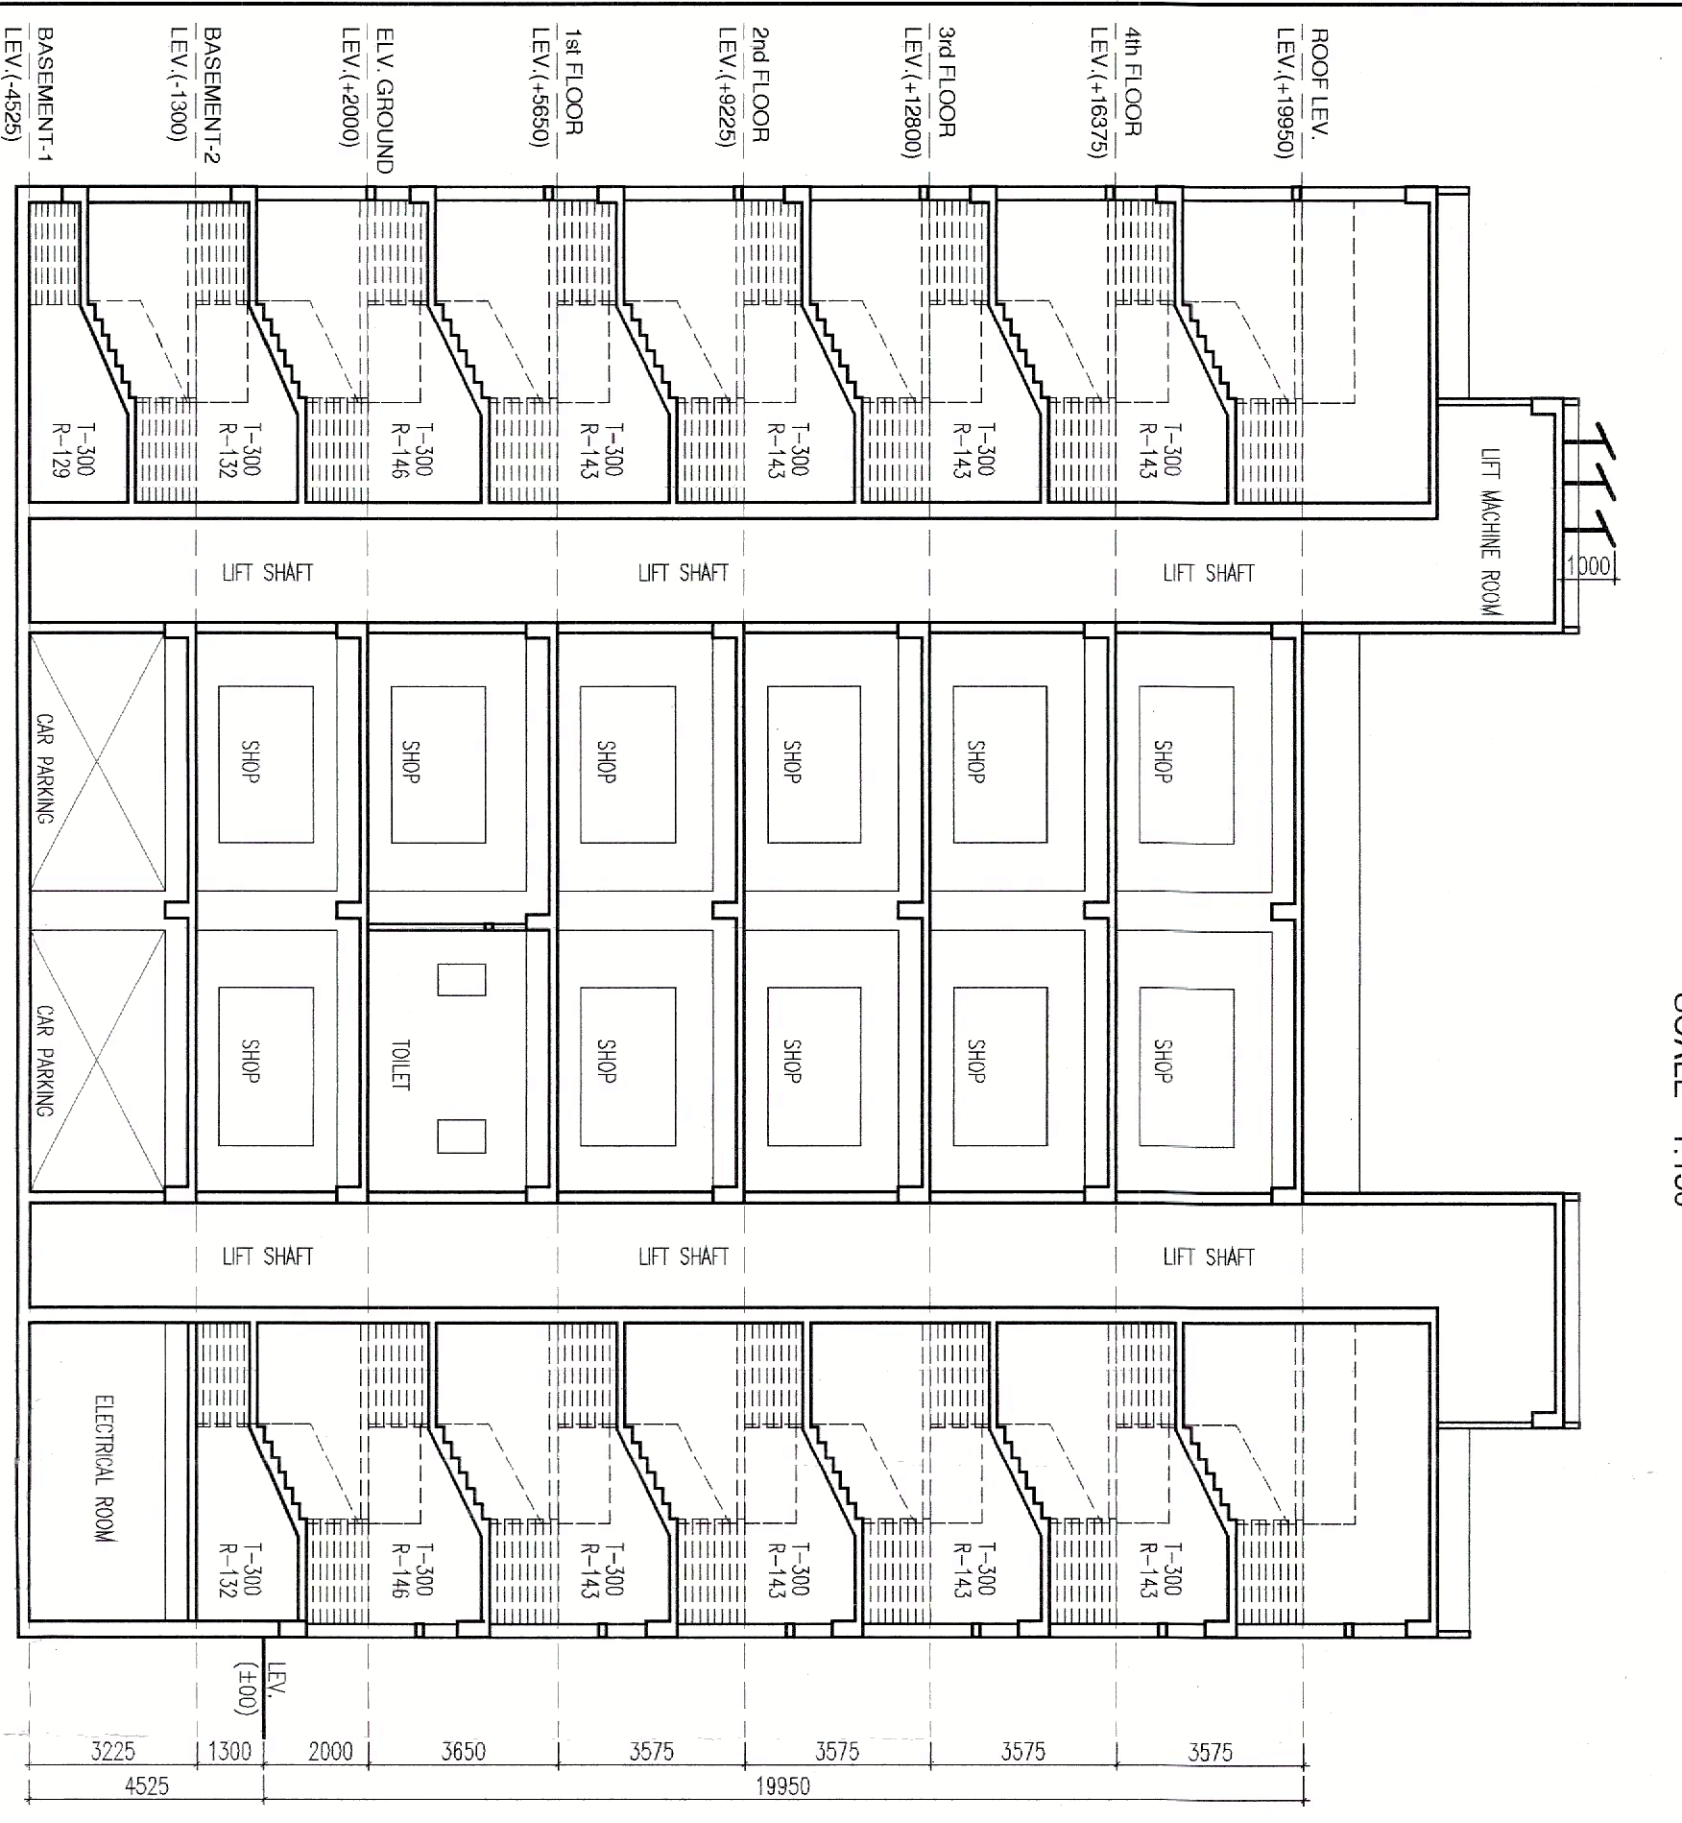 SCALE
ROOF LEV.
LEV.(+19950)
4th FLOOR
LEV.(+16375)
3rd FLOOR
LEV.(+12800)
2nd FLOOR
LEV.(+9225)
1st FLOOR
LEV.(+5650)
ELV. GROUND
LEV.(+2000)
BASEMENT-2
LEV.(-1300)
BASEMENT-1
LEV.(-4525)
LIFT MACHINE ROOM
1000
T-300
R-143
T-300
R-143
T-300
R-143
T-300
R-143
T-300
R-146
T-300
R-132
T-300
R-129
LIFT SHAFT
LIFT SHAFT
LIFT SHAFT
SHOP
SHOP
SHOP
SHOP
SHOP
SHOP
CAR PARKING
SHOP
SHOP
SHOP
SHOP
TOILET
SHOP
CAR PARKING
LIFT SHAFT
LIFT SHAFT
LIFT SHAFT
T-300
R-143
T-300
R-143
T-300
R-143
T-300
R-143
T-300
R-146
T-300
R-132
ELECTRICAL ROOM
LEV.
(±00)
3225
1300
2000
3650
3575
3575
3575
3575
4525
19950